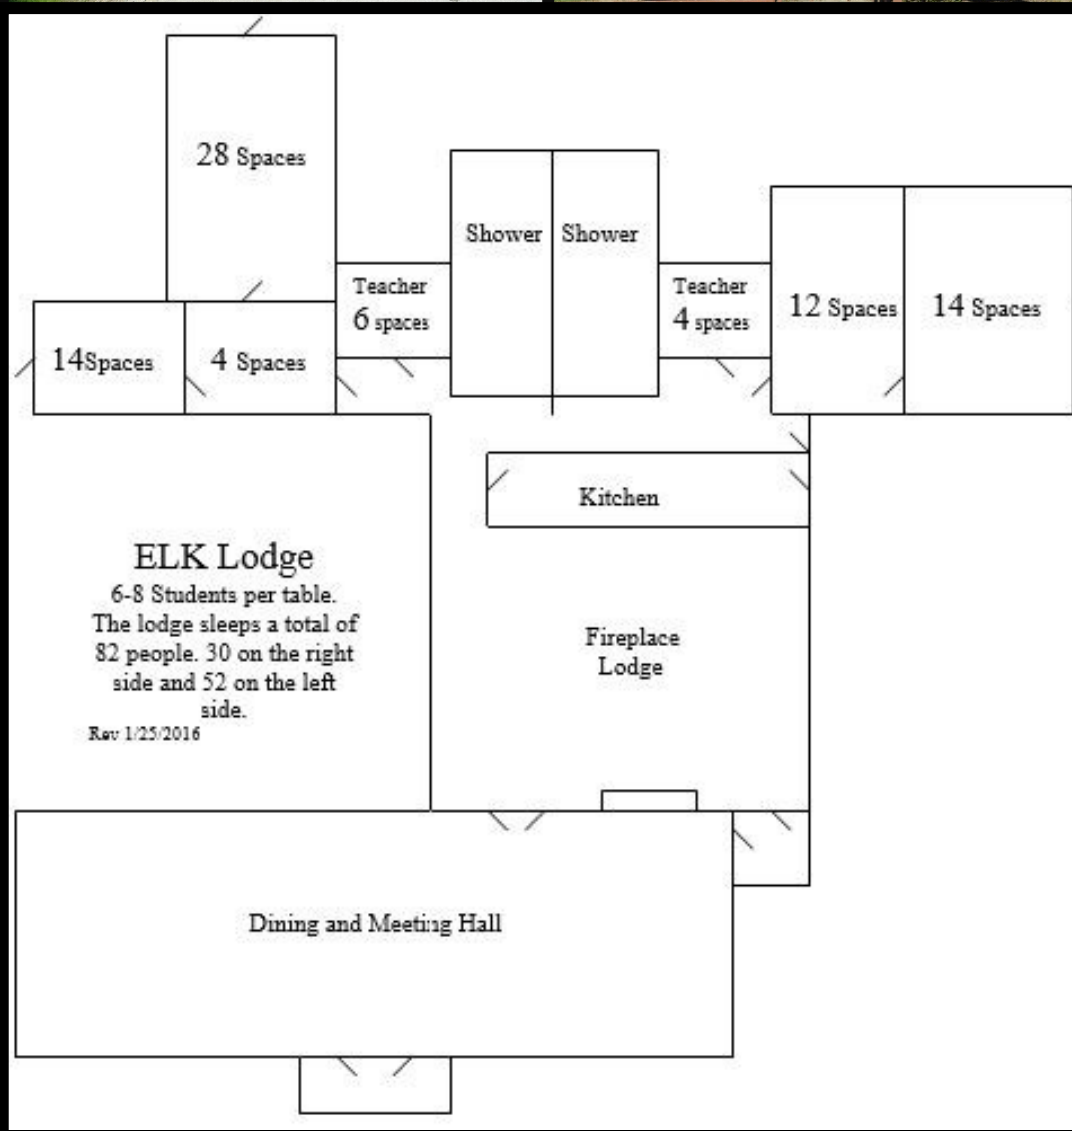 28 Spaces
Shower
Shower
Teacher
6 spaces
Teacher
4 spaces
12 Spaces
14 Spaces
14Spaces
4 Spaces
Kitchen
ELK Lodge
6-8 Students per table.
The lodge sleeps a total of
82 people. 30 on the right
side and 52 on the left
side.
Rev 1/25/2016
Fireplace
Lodge
Dining and Meeting Hall